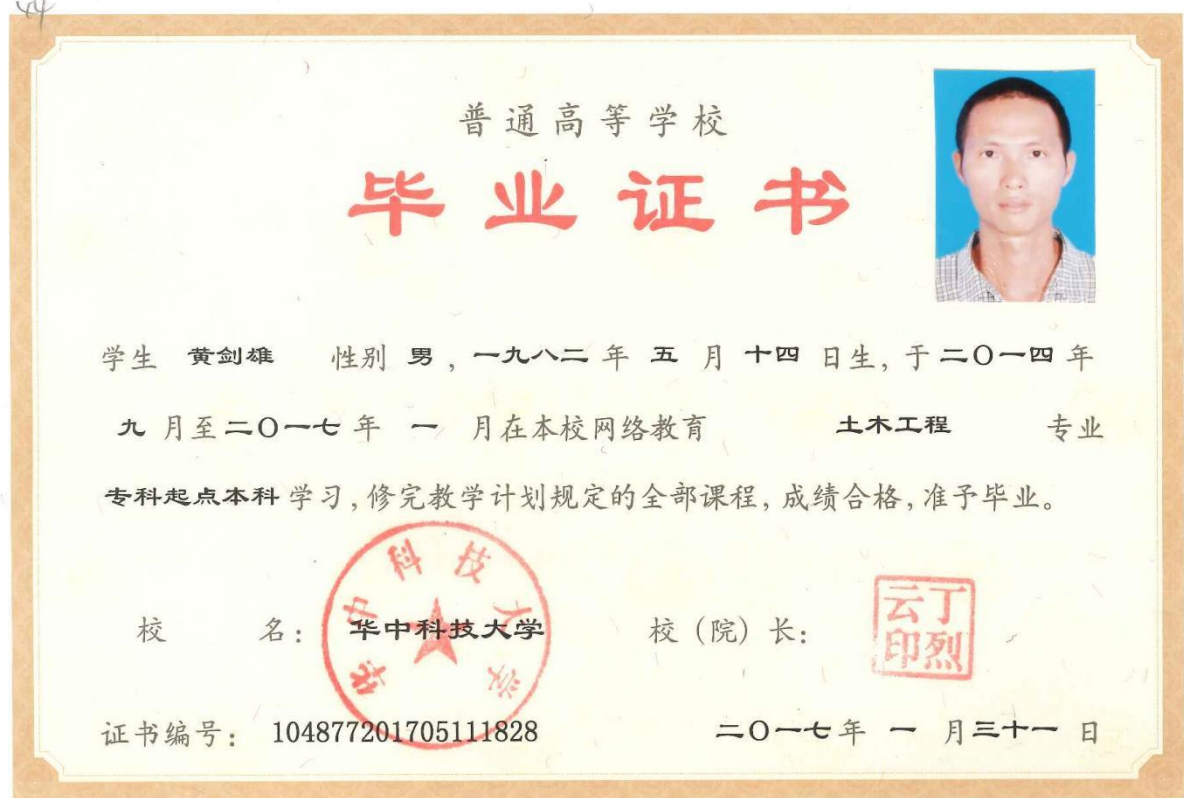 普通高等学校
毕业证书
学生 黄剑雄 性别 男，一九八二 年 五 月 十四 日生，于 二〇一四 年
九 月至 二〇一七 年 一 月在本校网络教育 土木工程 专业
专科起点本科 学习，修完教学计划规定的全部课程，成绩合格，准予毕业。
华中科技大学
校 名： 华中科技大学 校（院）长： 丁烈云印
证书编号： 104877201705111828 二〇一七 年 一 月 三十一 日